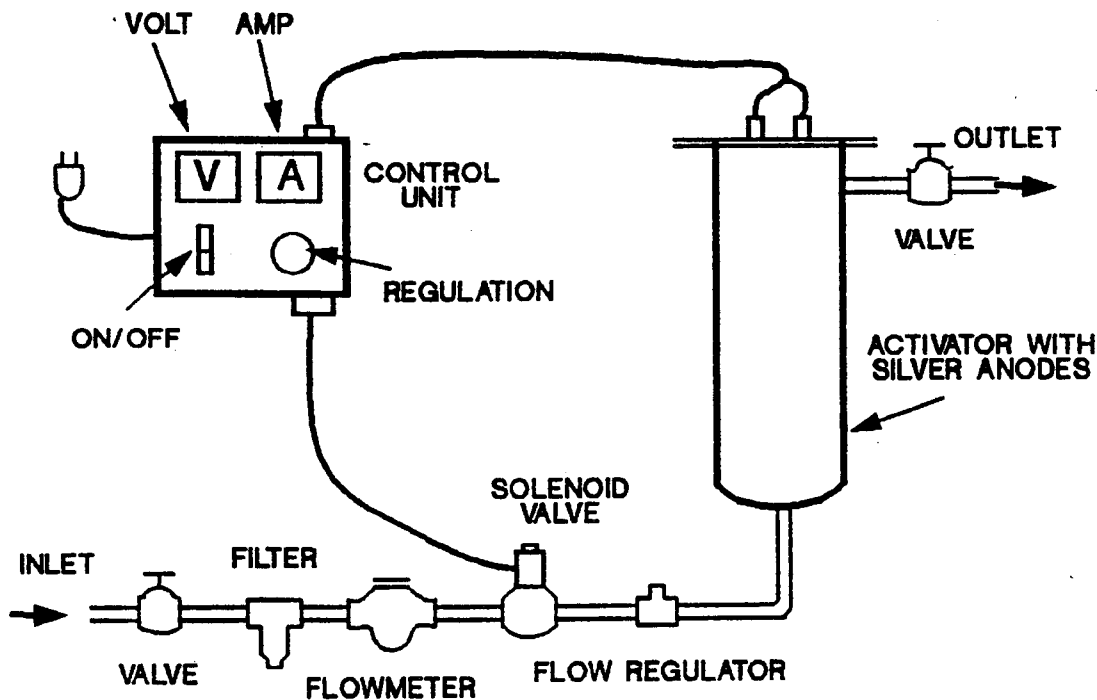 VOLT AMP
V A
CONTROL
UNIT
OUTLET
VALVE
REGULATION
ON/OFF
ACTIVATOR WITH
SILVER ANODES
SOLENOID
VALVE
INLET
FILTER
VALVE
FLOWMETER
FLOW REGULATOR